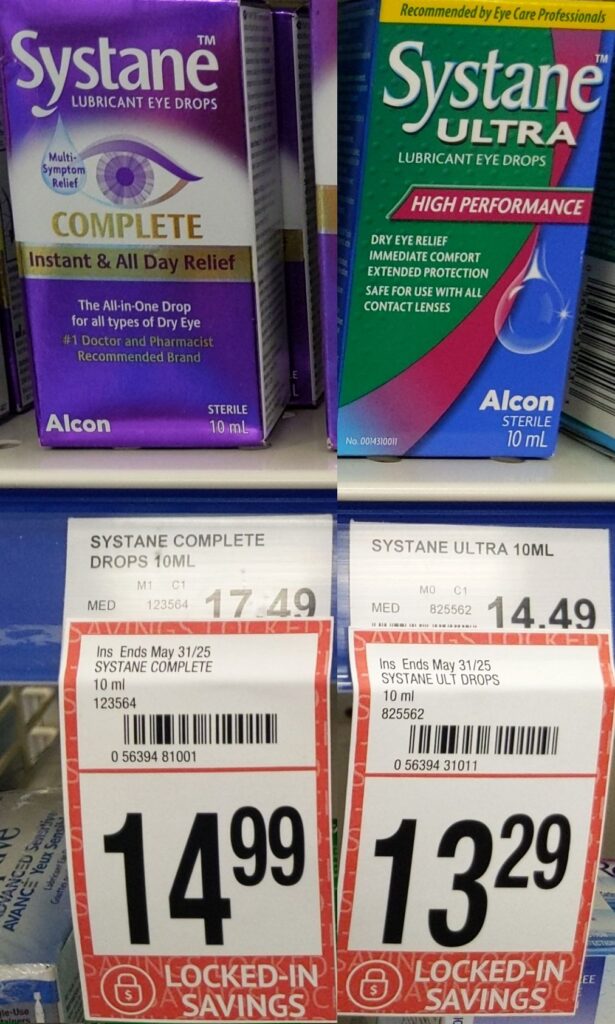 Systane™
LUBRICANT EYE DROPS
Multi-
Symptom
Relief
COMPLETE
Instant & All Day Relief
The All-in-One Drop
for all types of Dry Eye
#1 Doctor and Pharmacist
Recommended Brand
Alcon
STERILE
10 mL
Recommended by Eye Care Professionals
Systane™
ULTRA
LUBRICANT EYE DROPS
HIGH PERFORMANCE
DRY EYE RELIEF
IMMEDIATE COMFORT
EXTENDED PROTECTION
SAFE FOR USE WITH ALL
CONTACT LENSES
Alcon
STERILE
10 mL
No. 0014310011
SYSTANE COMPLETE
DROPS 10ML
M1 C1
MED 123564 17.49
SAVINGS LOCKED
Ins Ends May 31/25
SYSTANE COMPLETE
10 ml
123564
0 56394 81001
14 99
LOCKED-IN
SAVINGS
SYSTANE ULTRA 10ML
M0 C1
MED 825562 14.49
SAVINGS LOCKED
Ins Ends May 31/25
SYSTANE ULT DROPS
10 ml
825562
0 56394 31011
13 29
LOCKED-IN
SAVINGS